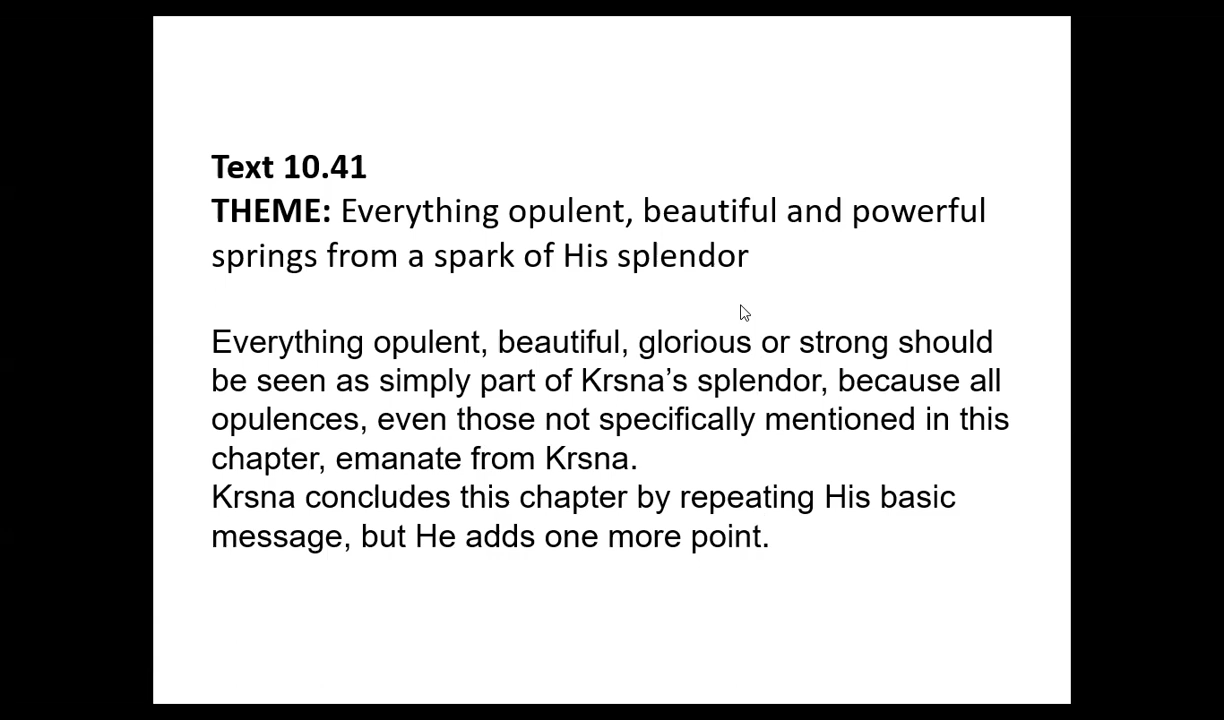 Text 10.41
THEME: Everything opulent, beautiful and powerful
springs from a spark of His splendor
Everything opulent, beautiful, glorious or strong should
be seen as simply part of Krsna’s splendor, because all
opulences, even those not specifically mentioned in this
chapter, emanate from Krsna.
Krsna concludes this chapter by repeating His basic
message, but He adds one more point.